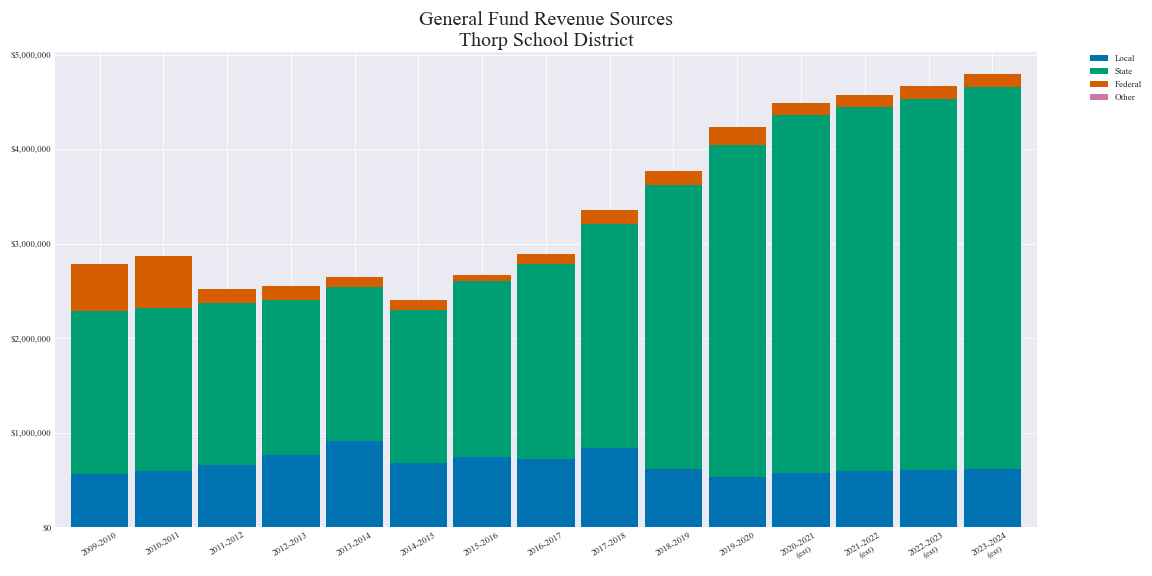 General Fund Revenue Sources
Thorp School District
$5,000,000
$4,000,000
$3,000,000
$2,000,000
$1,000,000
$0
2009-2010
2010-2011
2011-2012
2012-2013
2013-2014
2014-2015
2015-2016
2016-2017
2017-2018
2018-2019
2019-2020
2020-2021
(est)
2021-2022
(est)
2022-2023
(est)
2023-2024
(est)
Local
State
Federal
Other